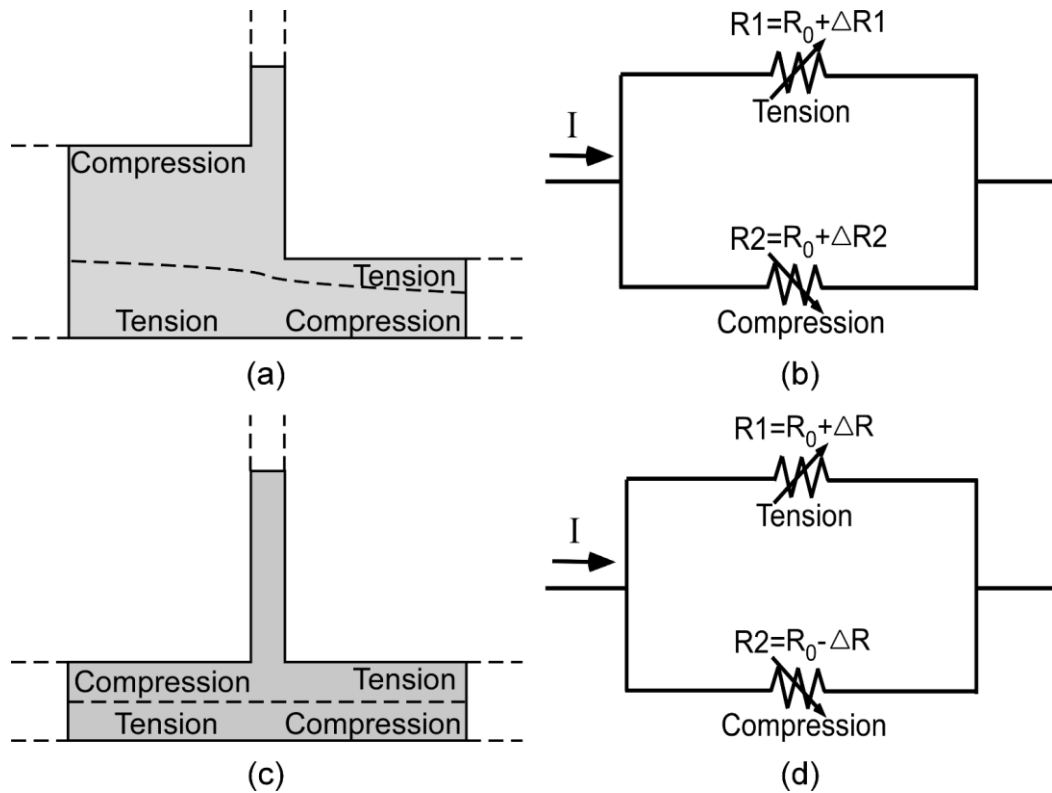 Compression
Tension
Tension
Compression
(a)
R1=R₀+△R1
Tension
I
R2=R₀+△R2
Compression
(b)
Compression
Tension
Tension
Compression
(c)
R1=R₀+△R
Tension
I
R2=R₀-△R
Compression
(d)